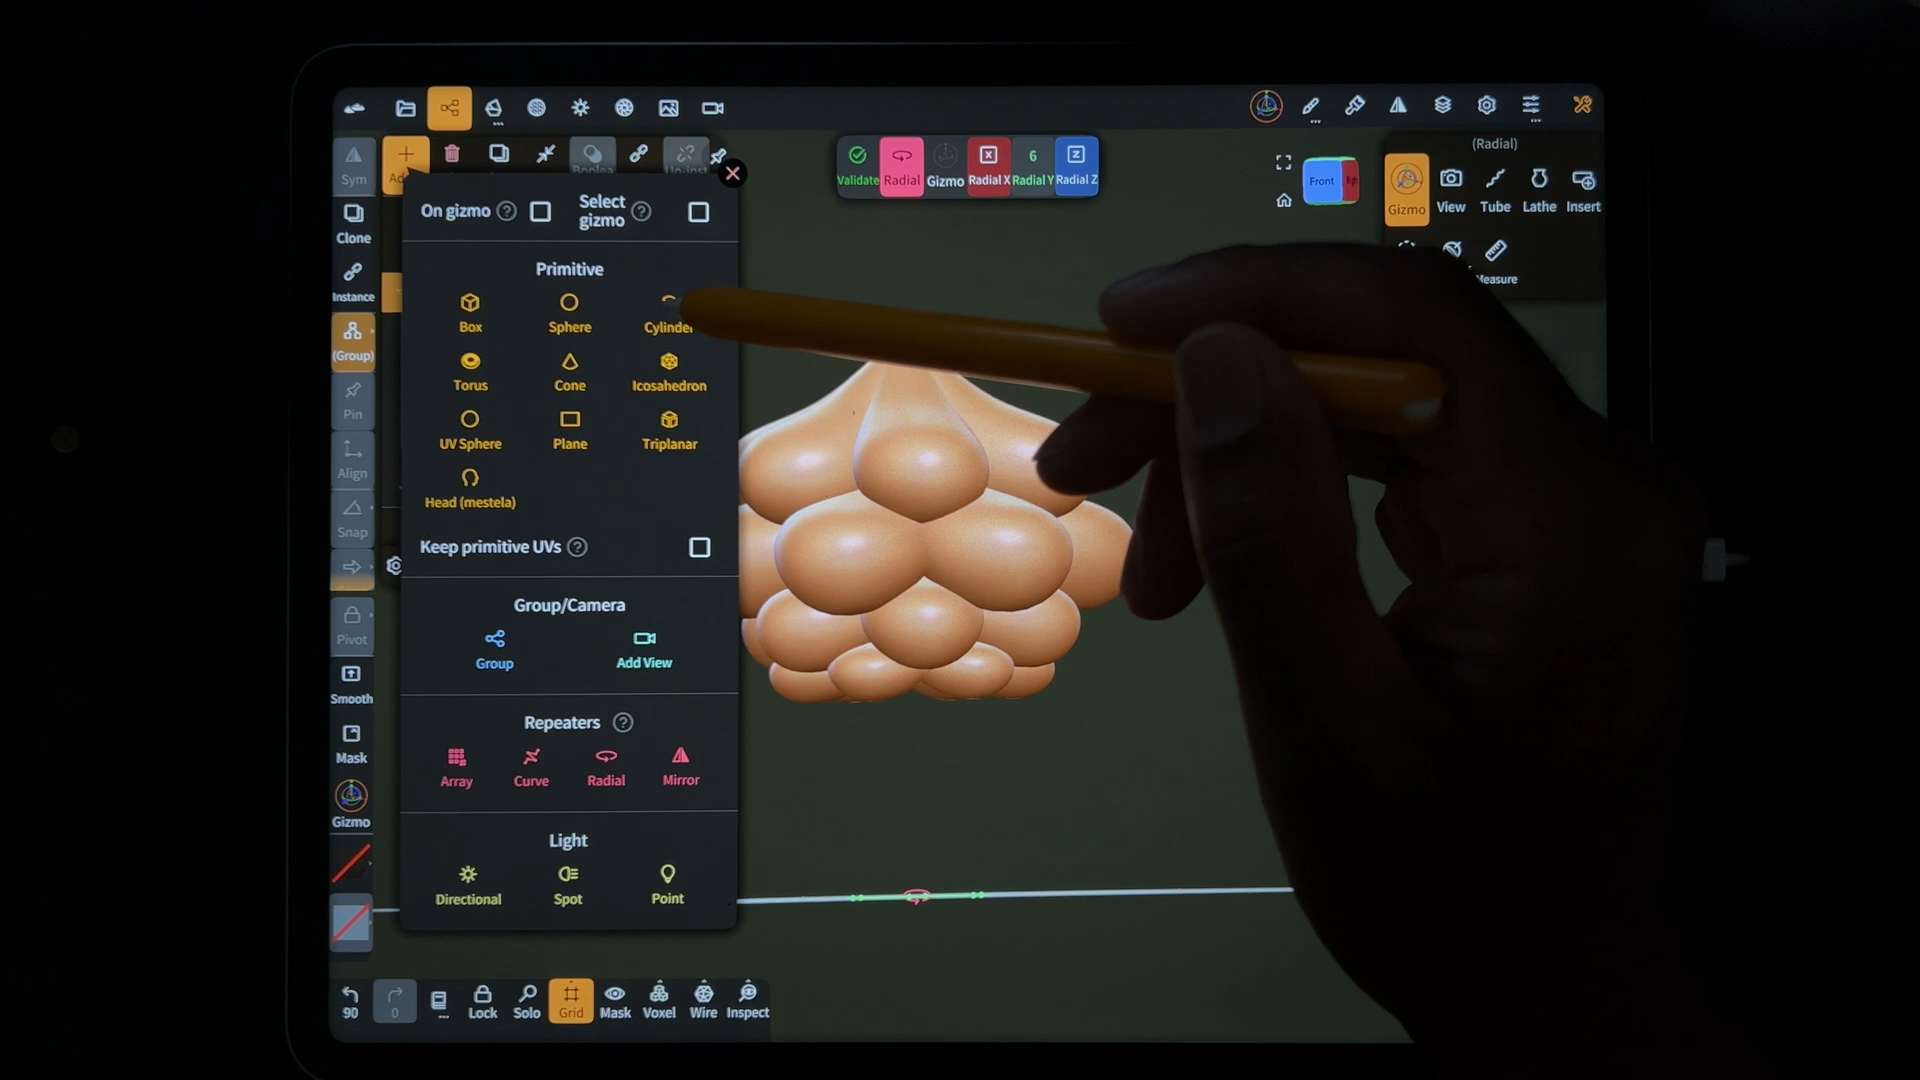 Sym
Clone
Instance
(Group)
Pin
Align
Snap
Pivot
Smooth
Mask
Gizmo
On gizmo ?
Select
gizmo ?
Primitive
Box Sphere Cylinder
Torus Cone Icosahedron
UV Sphere Plane Triplanar
Head (mestela)
Keep primitive UVs ?
Group/Camera
Group Add View
Repeaters ?
Array Curve Radial Mirror
Light
Directional Spot Point
Validate Radial Gizmo Radial X 6 Radial Y Radial Z
X
Z
Front
(Radial)
Gizmo View Tube Lathe Insert
Measure
90 0 Lock Solo Grid Mask Voxel Wire Inspect